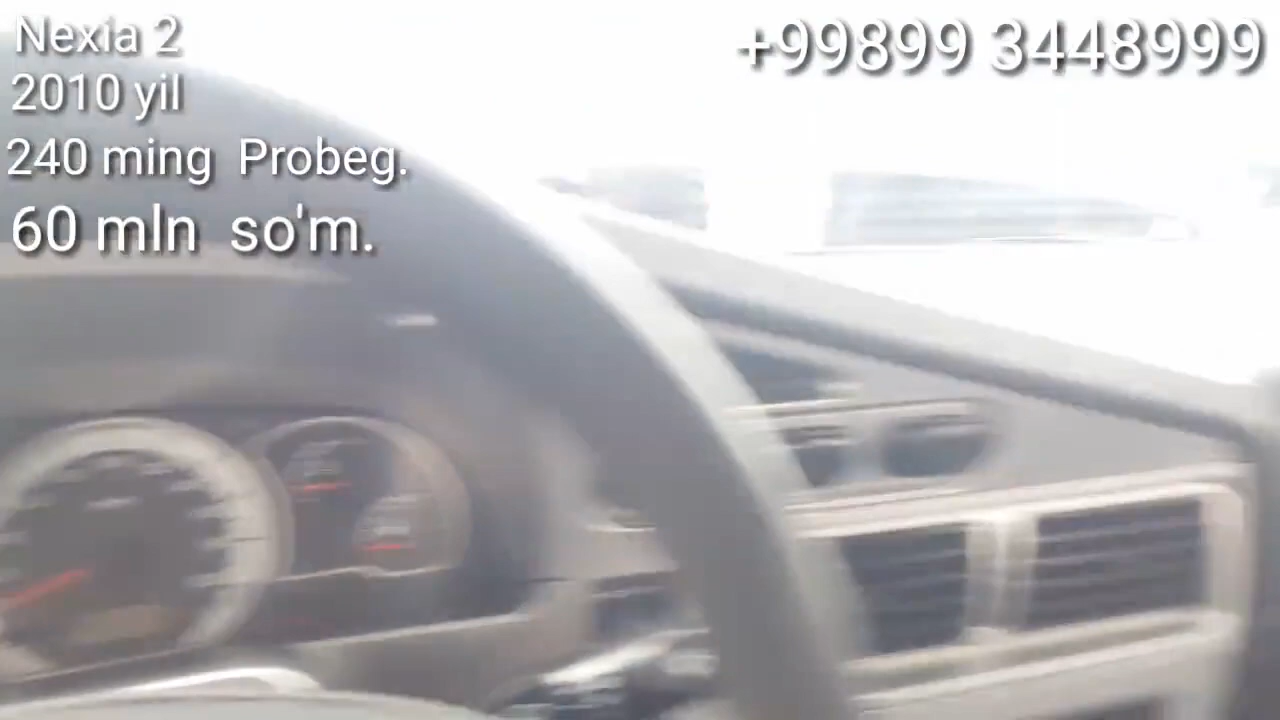 Nexia 2
+99899 3448999
2010 yil
240 ming Probeg.
60 mln so'm.